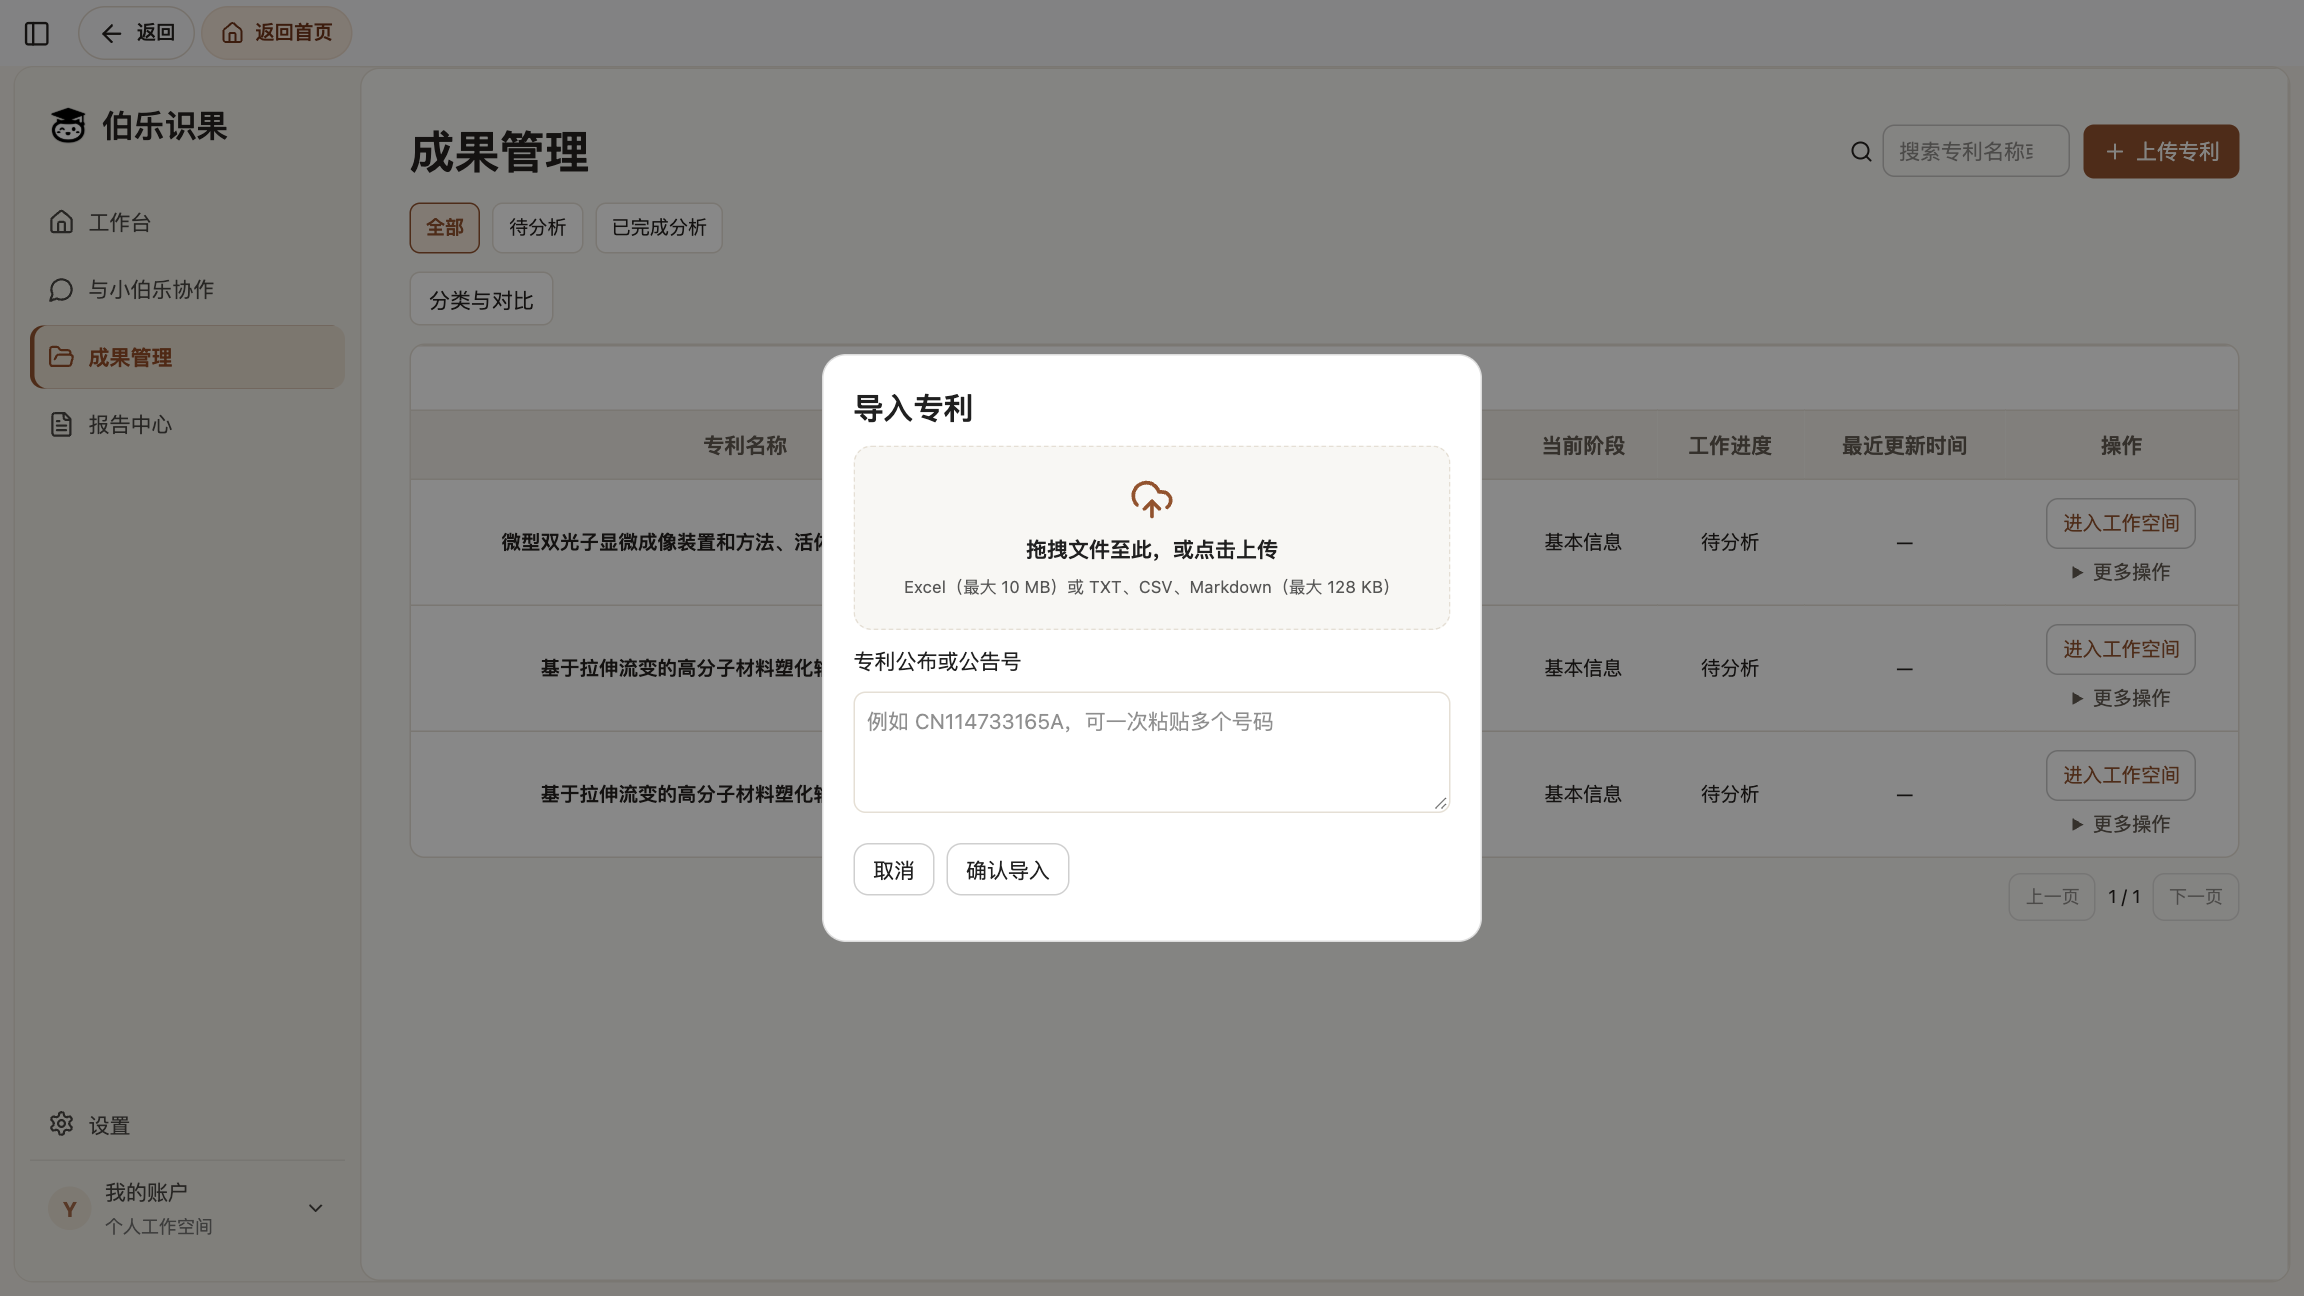 返回
返回首页
伯乐识果
工作台
与小伯乐协作
成果管理
报告中心
设置
Y
我的账户
个人工作空间
成果管理
搜索专利名称
上传专利
全部
待分析
已完成分析
分类与对比
专利名称
当前阶段
工作进度
最近更新时间
操作
微型双光子显微成像装置和方法、活
基本信息
待分析
—
进入工作空间
▶ 更多操作
基于拉伸流变的高分子材料塑化
基本信息
待分析
—
进入工作空间
▶ 更多操作
基于拉伸流变的高分子材料塑化
基本信息
待分析
—
进入工作空间
▶ 更多操作
上一页
1 / 1
下一页
导入专利
拖拽文件至此，或点击上传
Excel（最大 10 MB）或 TXT、CSV、Markdown（最大 128 KB）
专利公布或公告号
例如 CN114733165A，可一次粘贴多个号码
取消
确认导入